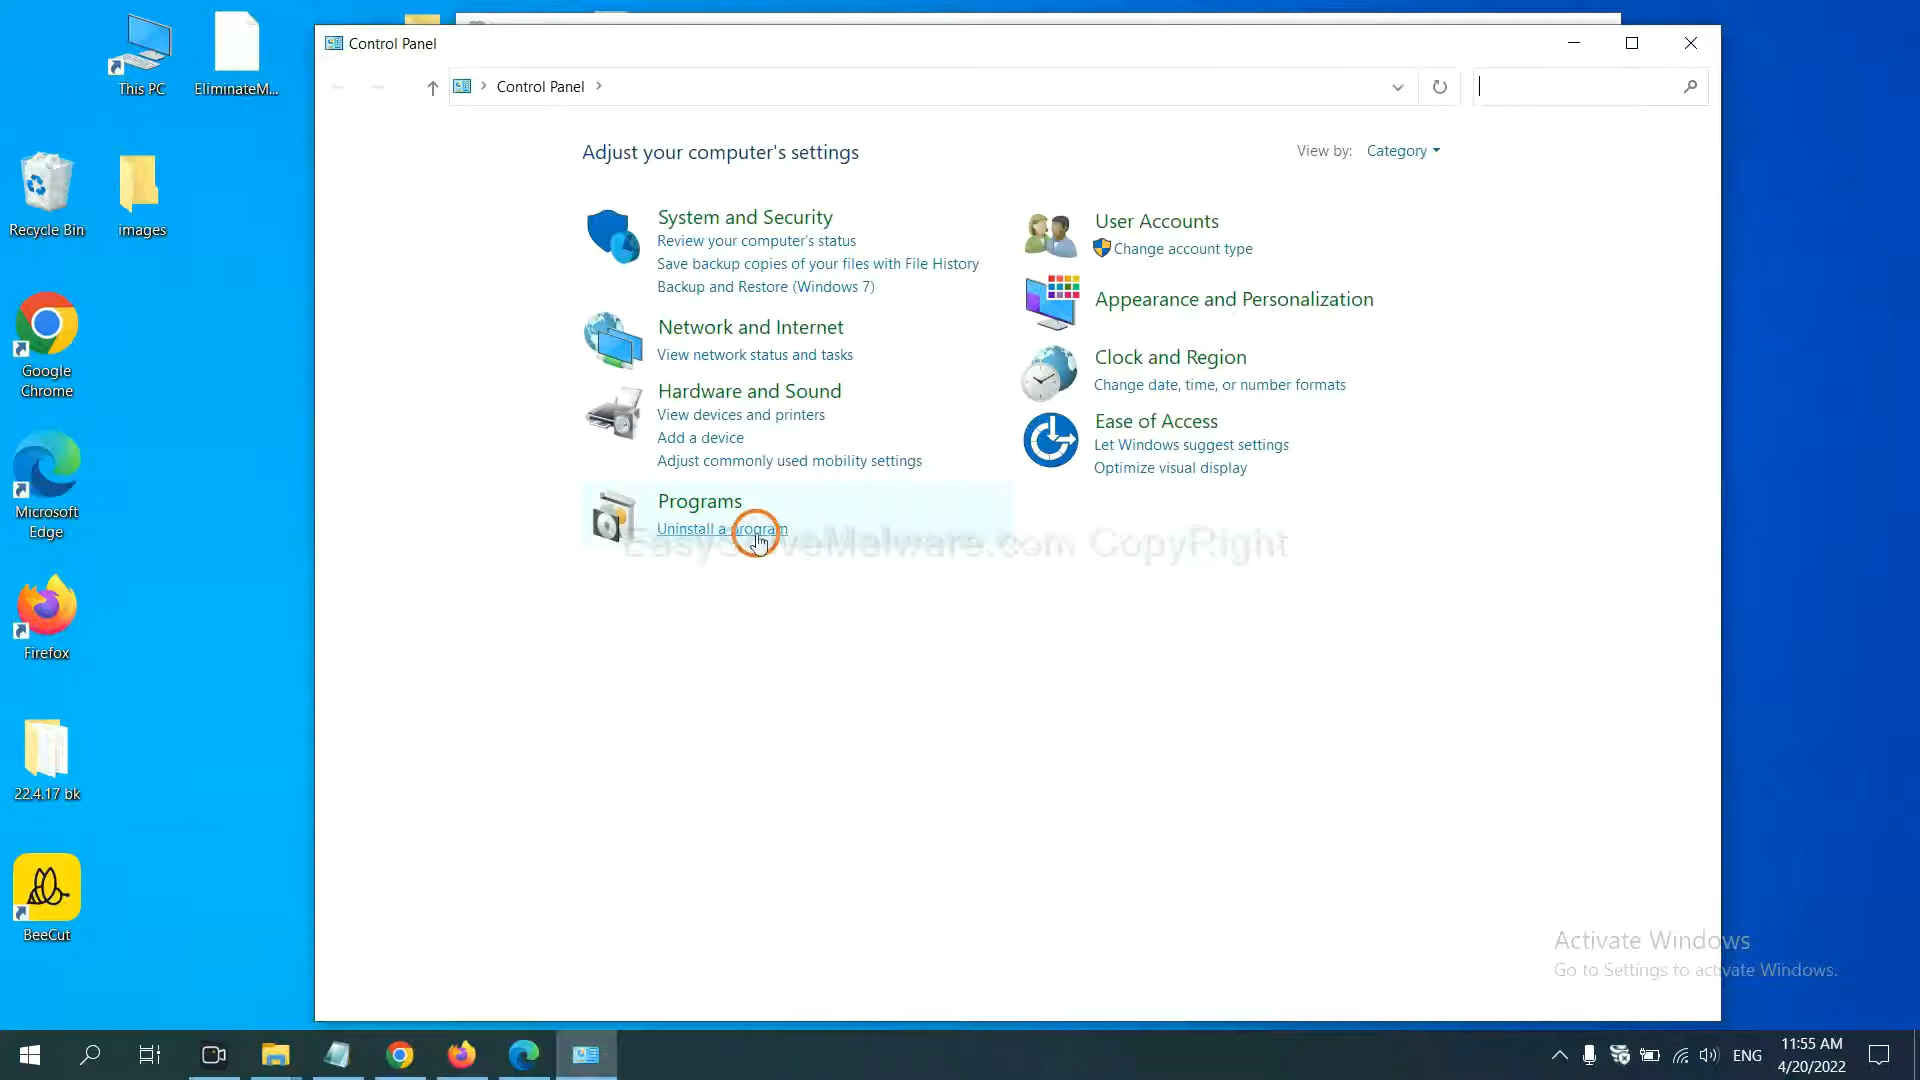 This PC
EliminateM...
Recycle Bin
images
Google
Chrome
Microsoft
Edge
Firefox
22.4.17 bk
BeeCut
Control Panel
Control Panel
Adjust your computer's settings
View by: Category
System and Security
Review your computer's status
Save backup copies of your files with File History
Backup and Restore (Windows 7)
Network and Internet
View network status and tasks
Hardware and Sound
View devices and printers
Add a device
Adjust commonly used mobility settings
Programs
Uninstall a program
User Accounts
Change account type
Appearance and Personalization
Clock and Region
Change date, time, or number formats
Ease of Access
Let Windows suggest settings
Optimize visual display
CopyRight
Activate Windows
Go to Settings to activate Windows.
ENG
11:55 AM
4/20/2022